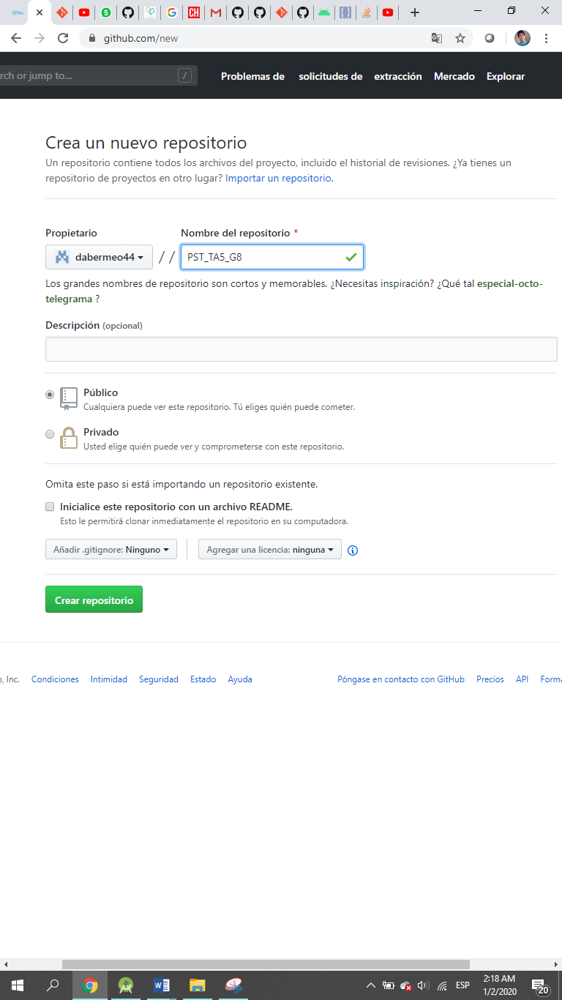 github.com/new
rch or jump to...
/
Problemas de solicitudes de extracción Mercado Explorar
Crea un nuevo repositorio
Un repositorio contiene todos los archivos del proyecto, incluido el historial de revisiones. ¿Ya tienes un
repositorio de proyectos en otro lugar? Importar un repositorio.
Propietario
Nombre del repositorio *
dabermeo44
/ /
PST_TA5_G8
Los grandes nombres de repositorio son cortos y memorables. ¿Necesitas inspiración? ¿Qué tal especial-octo-
telegrama ?
Descripción (opcional)
Público
Cualquiera puede ver este repositorio. Tú eliges quién puede cometer.
Privado
Usted elige quién puede ver y comprometerse con este repositorio.
Omita este paso si está importando un repositorio existente.
Inicialice este repositorio con un archivo README.
Esto le permitirá clonar inmediatamente el repositorio en su computadora.
Añadir .gitignore: Ninguno
Agregar una licencia: ninguna
Crear repositorio
, Inc. Condiciones Intimidad Seguridad Estado Ayuda
Póngase en contacto con GitHub Precios API Forma
ESP
2:18 AM
1/2/2020
20